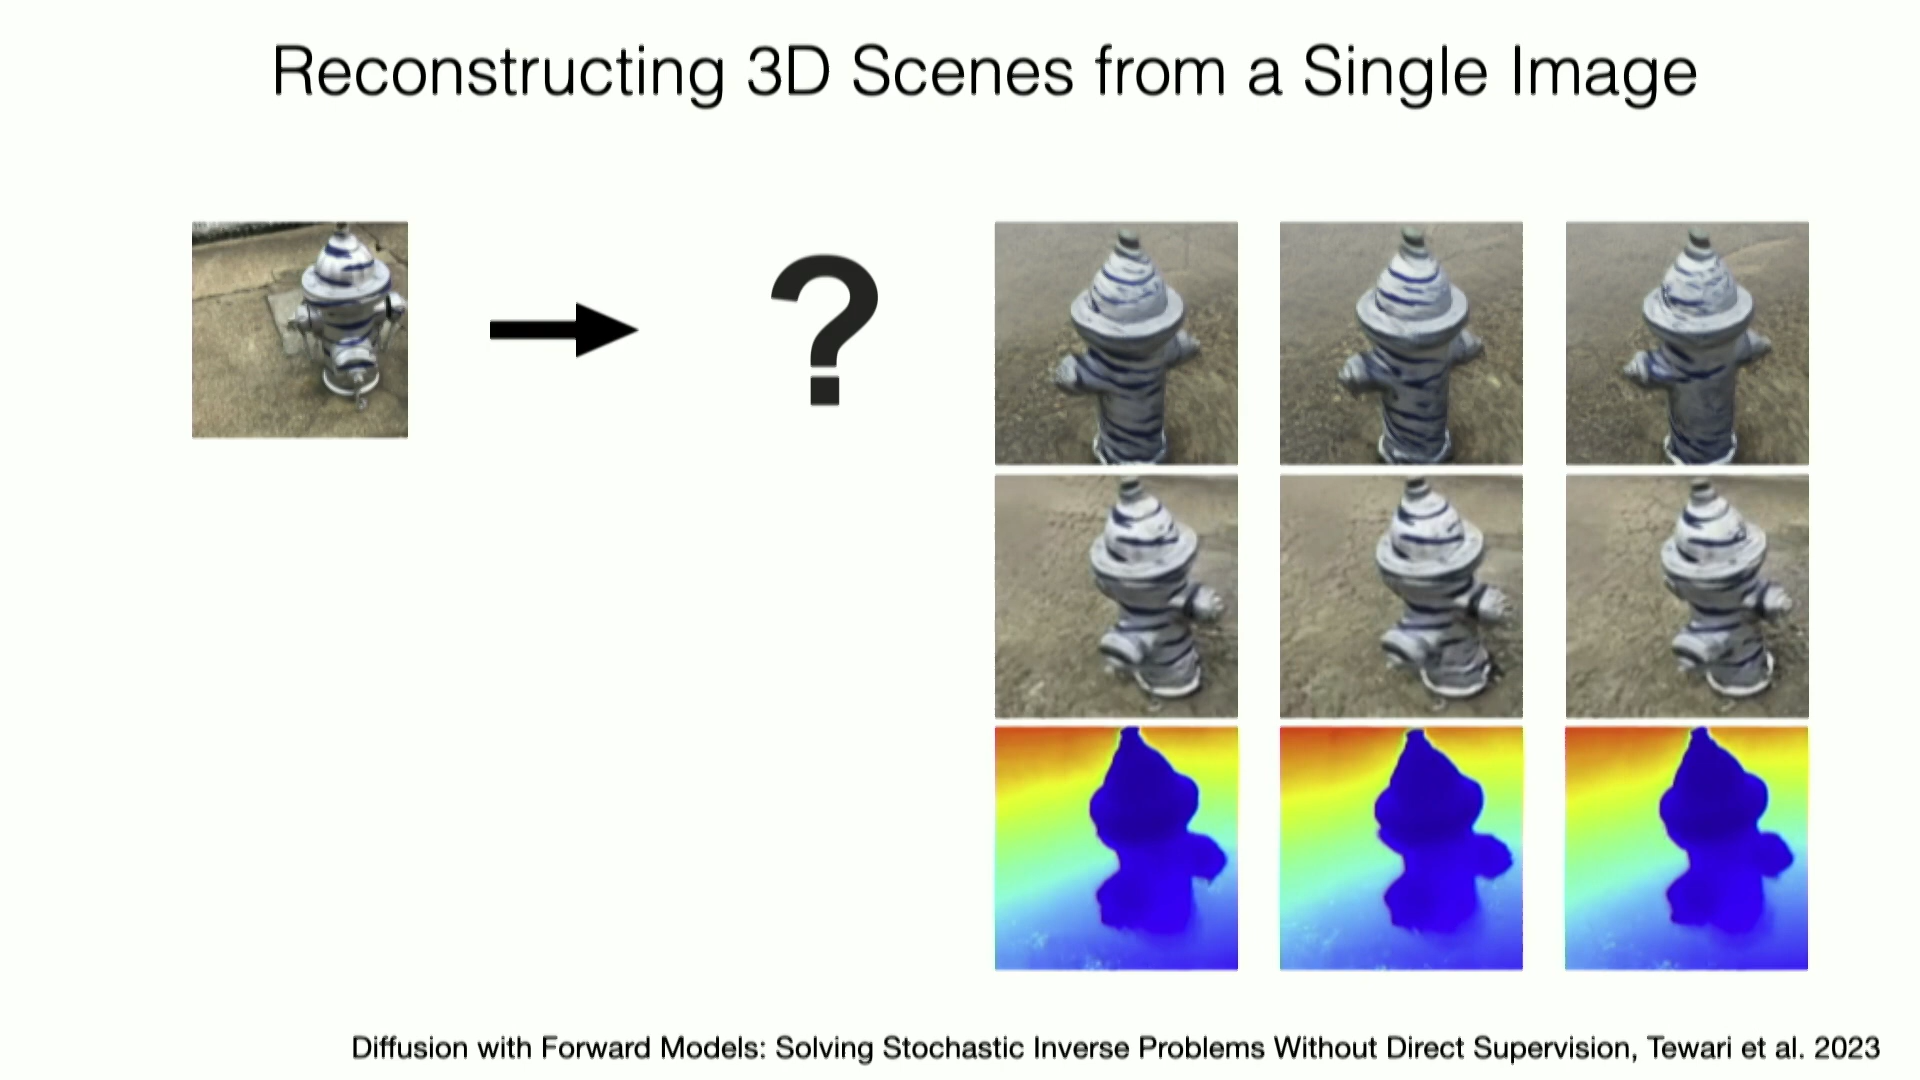 Reconstructing 3D Scenes from a Single Image
?
Diffusion with Forward Models: Solving Stochastic Inverse Problems Without Direct Supervision, Tewari et al. 2023